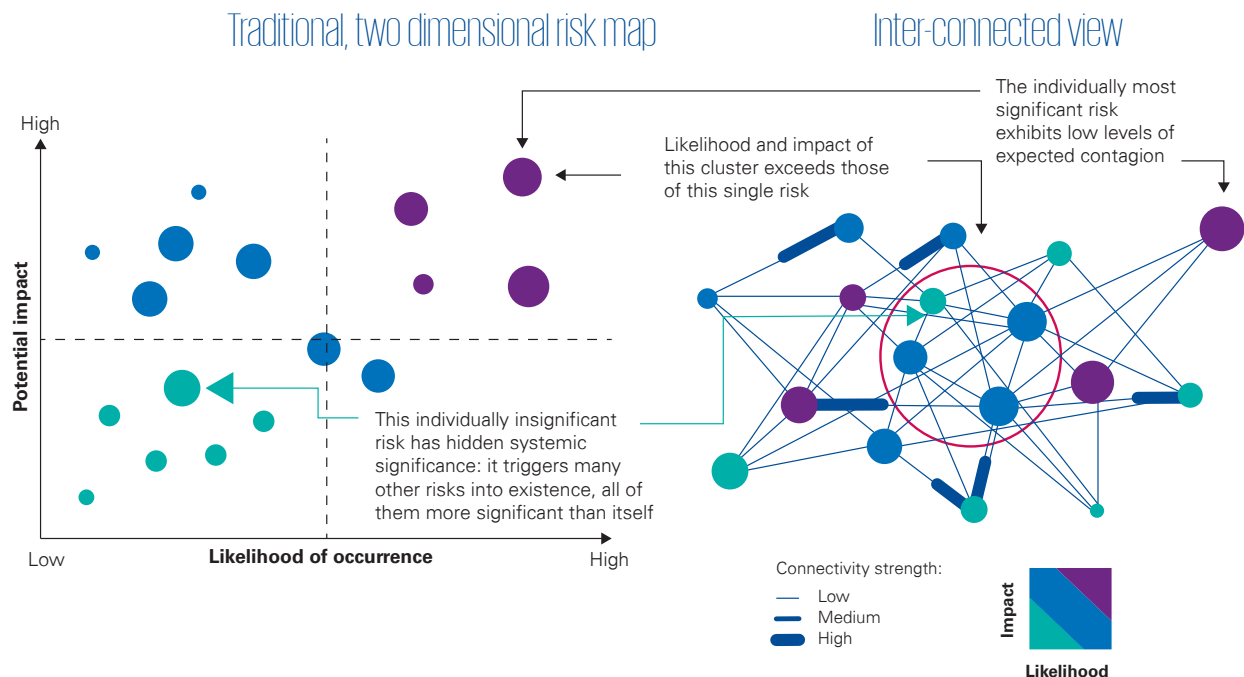 Traditional, two dimensional risk map
Inter-connected view
The individually most
significant risk
exhibits low levels of
expected contagion
High
Likelihood and impact of
this cluster exceeds those
of this single risk
Potential impact
This individually insignificant
risk has hidden systemic
significance: it triggers many
other risks into existence, all of
them more significant than itself
Low
Likelihood of occurrence
High
Connectivity strength:
Low
Medium
High
Impact
Likelihood